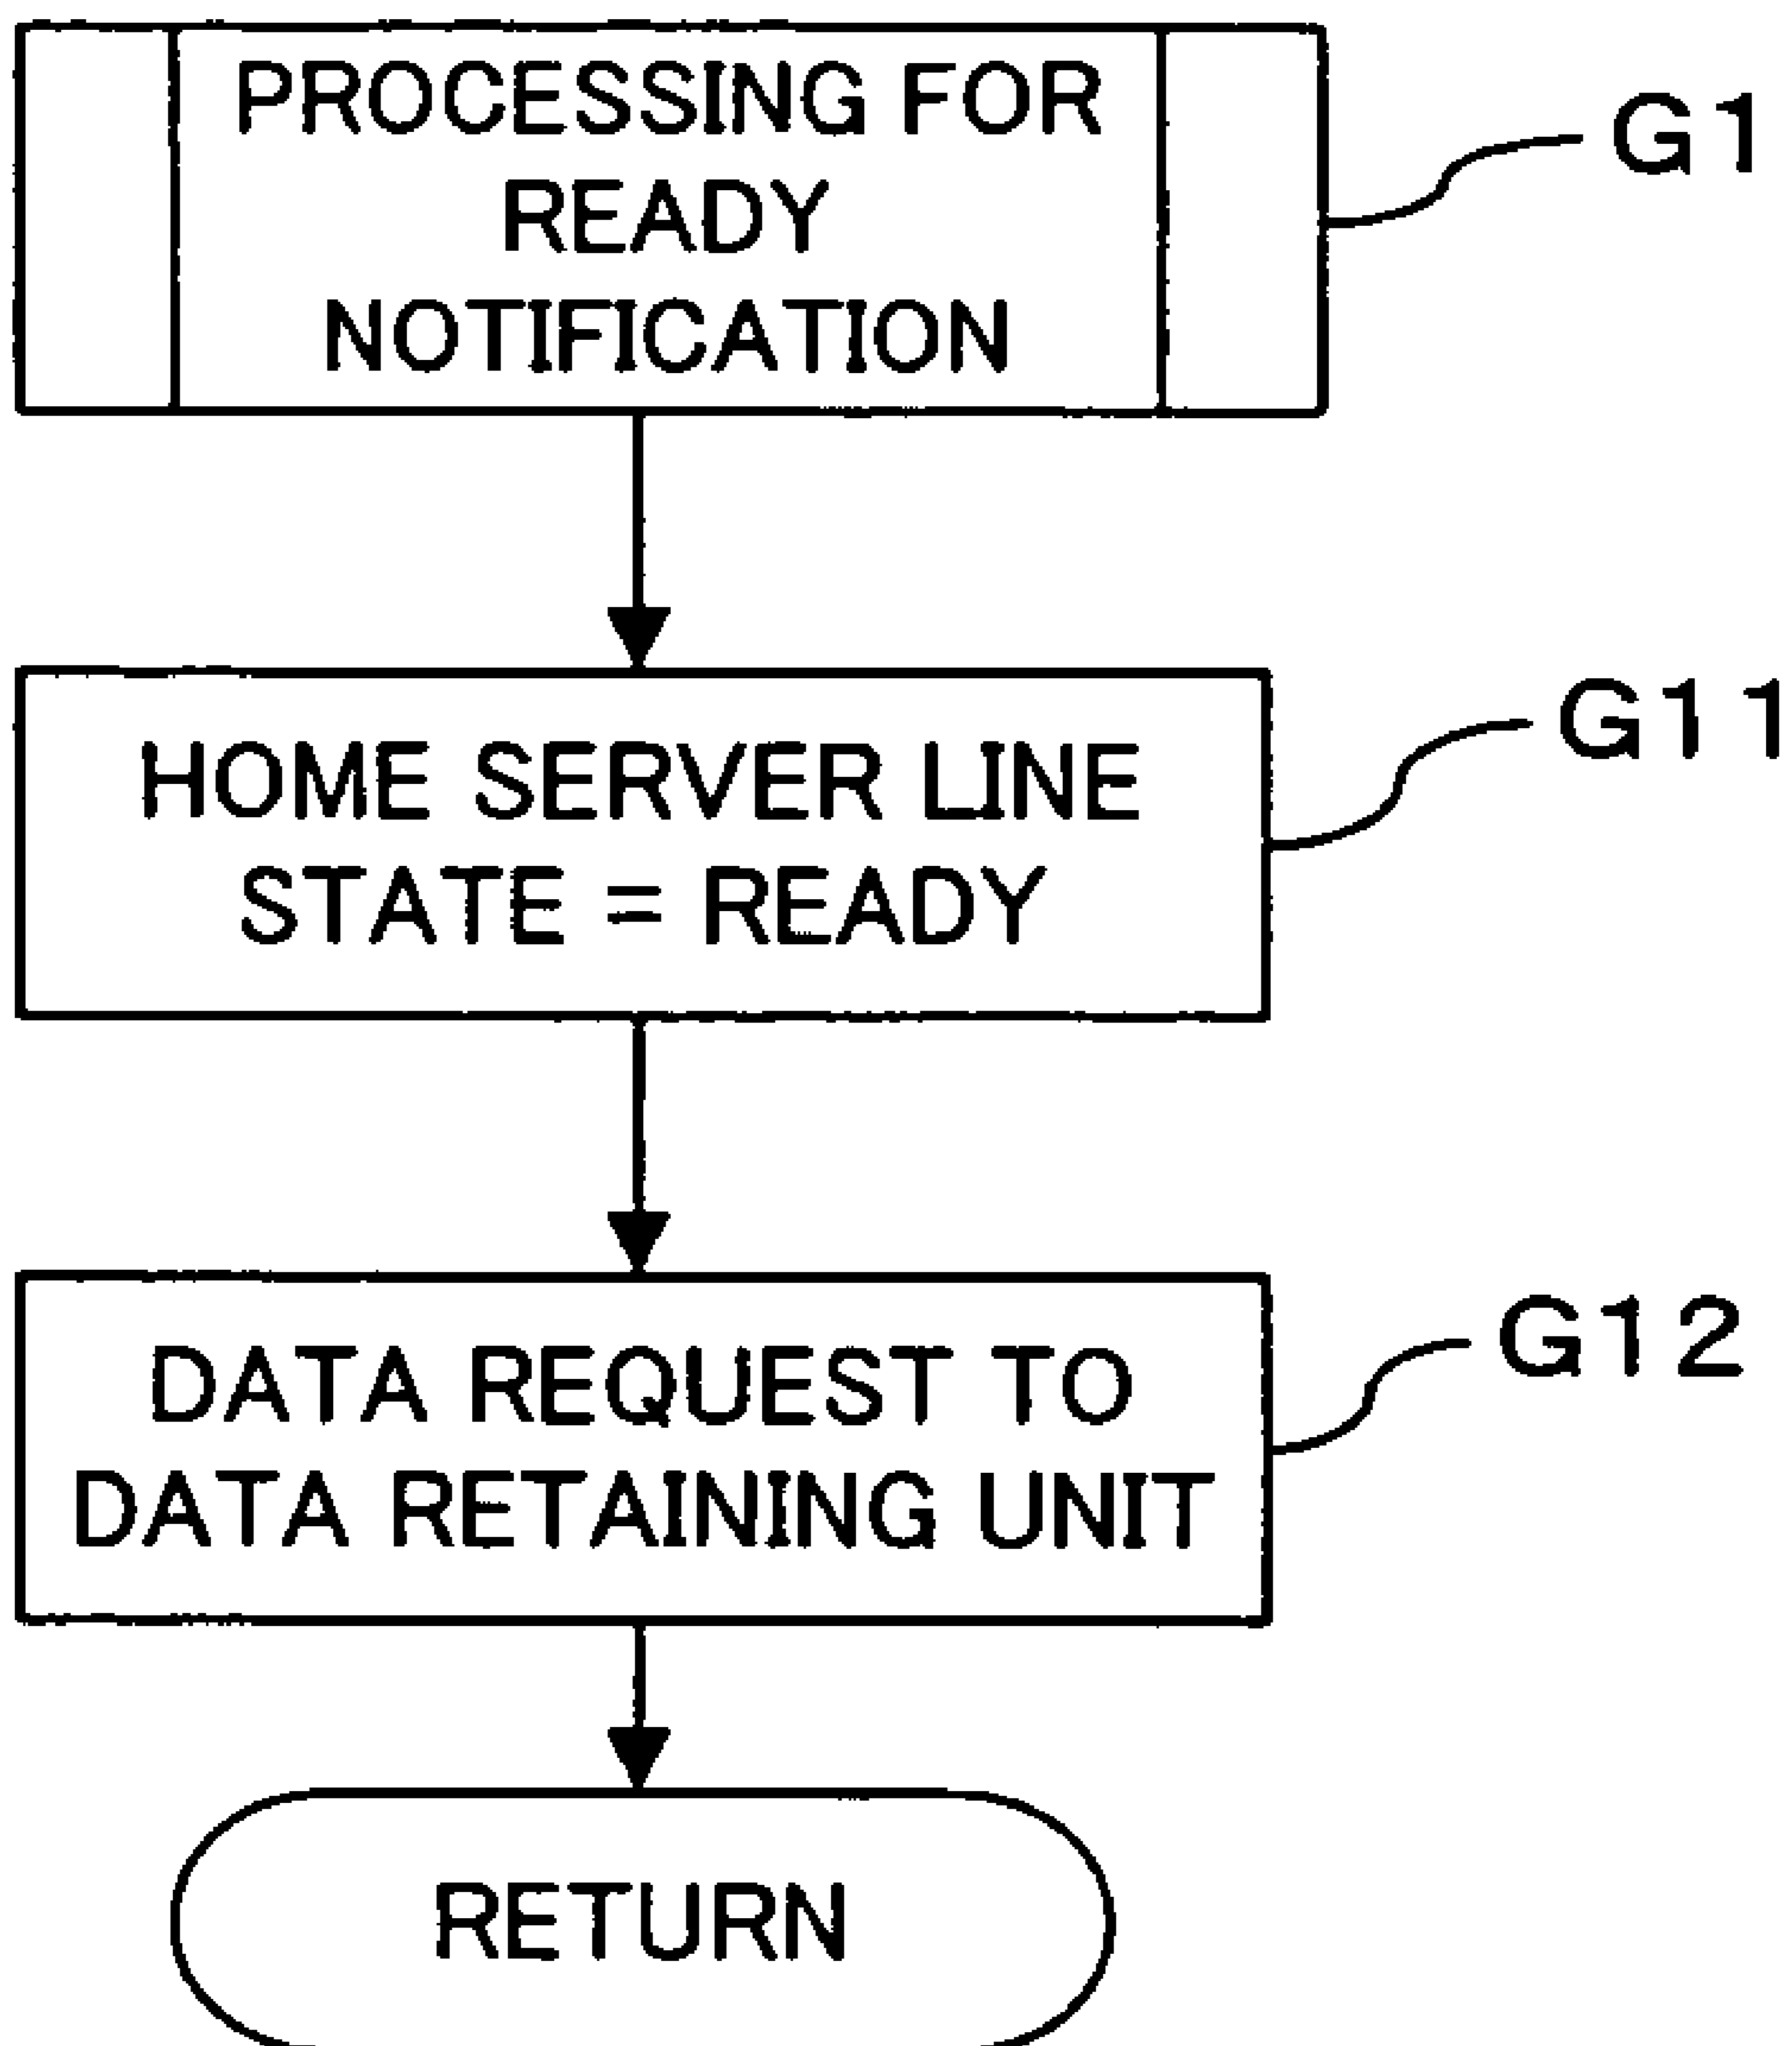 PROCESSING FOR
READY
NOTIFICATION
G1
HOME SERVER LINE
STATE = READY
G11
DATA REQUEST TO
DATA RETAINING UNIT
G12
RETURN